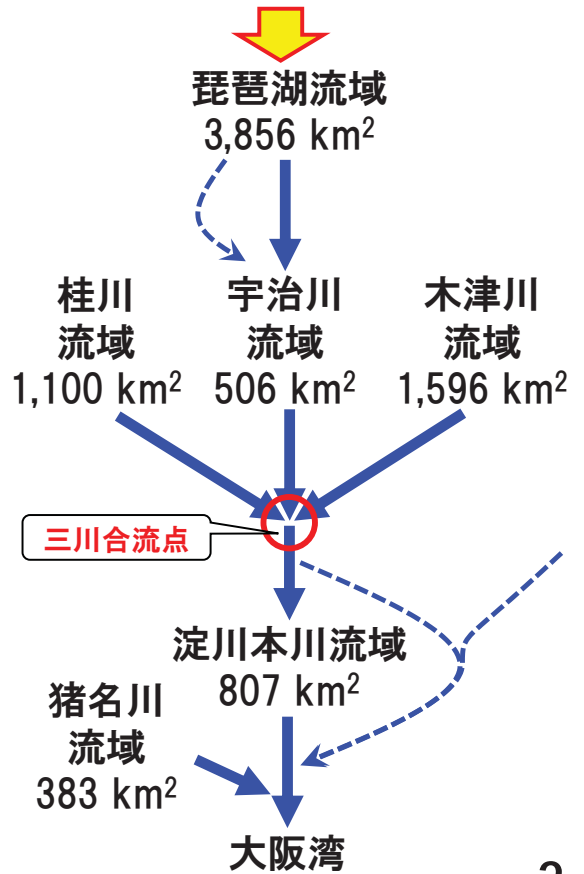 琵琶湖流域
3,856 km²
桂川
流域
1,100 km²
宇治川
流域
506 km²
木津川
流域
1,596 km²
三川合流点
淀川本川流域
807 km²
猪名川
流域
383 km²
大阪湾